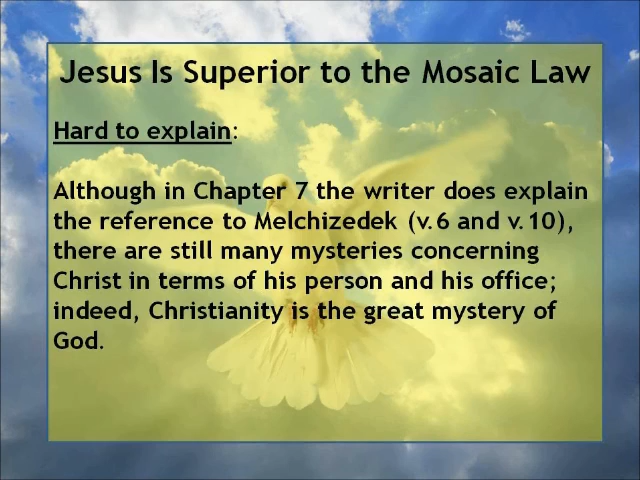 Jesus Is Superior to the Mosaic Law
Hard to explain:
Although in Chapter 7 the writer does explain
the reference to Melchizedek (v.6 and v.10),
there are still many mysteries concerning
Christ in terms of his person and his office;
indeed, Christianity is the great mystery of
God.